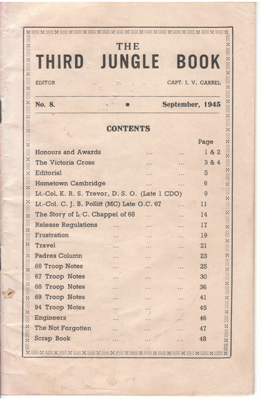 THE
THIRD JUNGLE BOOK
EDITOR CAPT. I. V. CARREL
No. 8. • September, 1945
CONTENTS
Page
Honours and Awards ... ... 1 & 2
The Victoria Cross ... ... 3 & 4
Editorial ... ... ... 5
Hometown Cambridge ... ... 6
Lt.-Col. K. R. S. Trevor, D. S. O. (Late 1 CDO) 9
Lt.-Col. C. J. B. Pollitt (MC) Late O.C. 67 11
The Story of L/C. Chappel of 68 ... 14
Release Regulations ... ... 17
Frustration ... ... ... 19
Travel ... ... ... 21
Padres Column ... ... ... 23
66 Troop Notes ... ... ... 25
67 Troop Notes ... ... ... 30
68 Troop Notes ... ... ... 36
69 Troop Notes ... ... ... 41
94 Troop Notes ... ... ... 45
Engineers ... ... ... 46
The Not Forgotten ... ... 47
Scrap Book ... ... ... 48